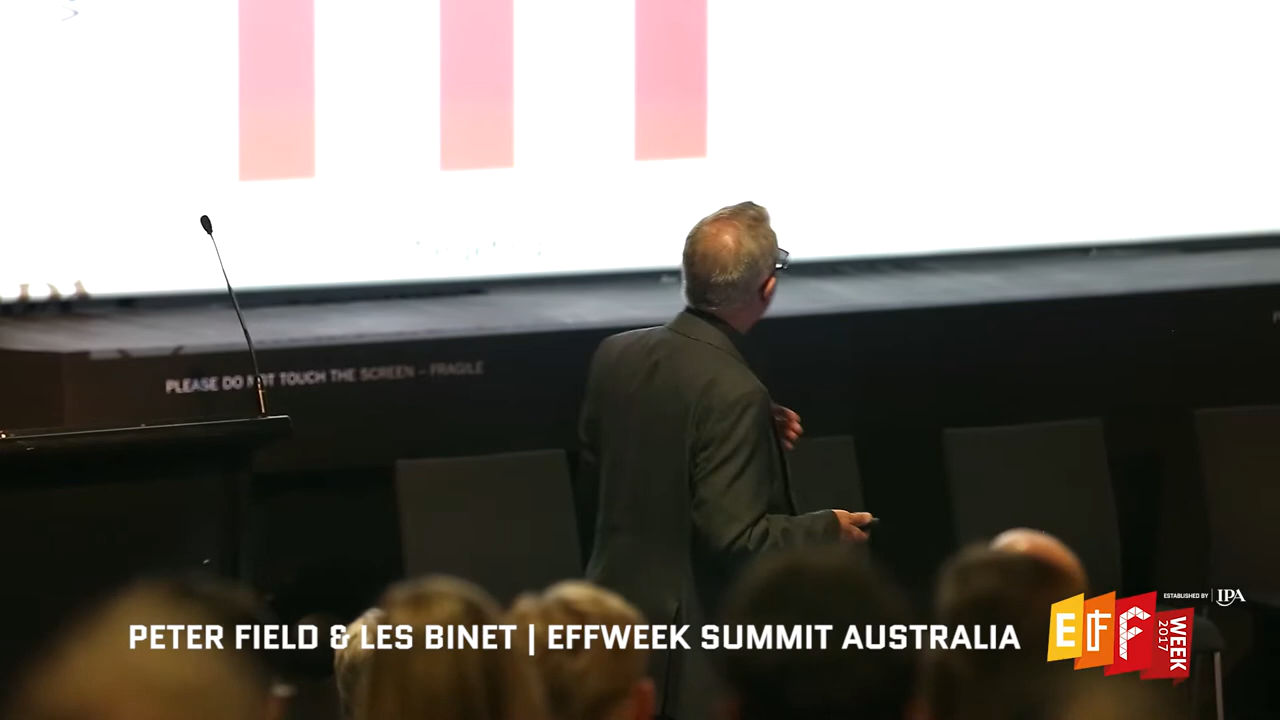 PLEASE DO NOT TOUCH THE SCREEN – FRAGILE
ESTABLISHED BY | IPA
PETER FIELD & LES BINET | EFFWEEK SUMMIT AUSTRALIA
EFF WEEK 2017